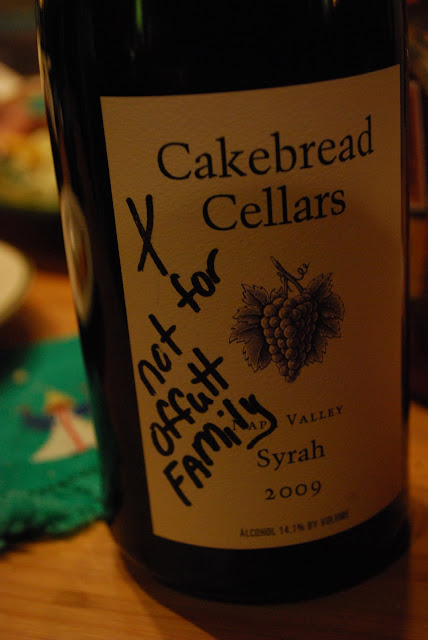 Cakebread
Cellars
X
not for
offutt
FAMily
NAPA VALLEY
Syrah
2009
ALCOHOL 14.1% BY VOLUME